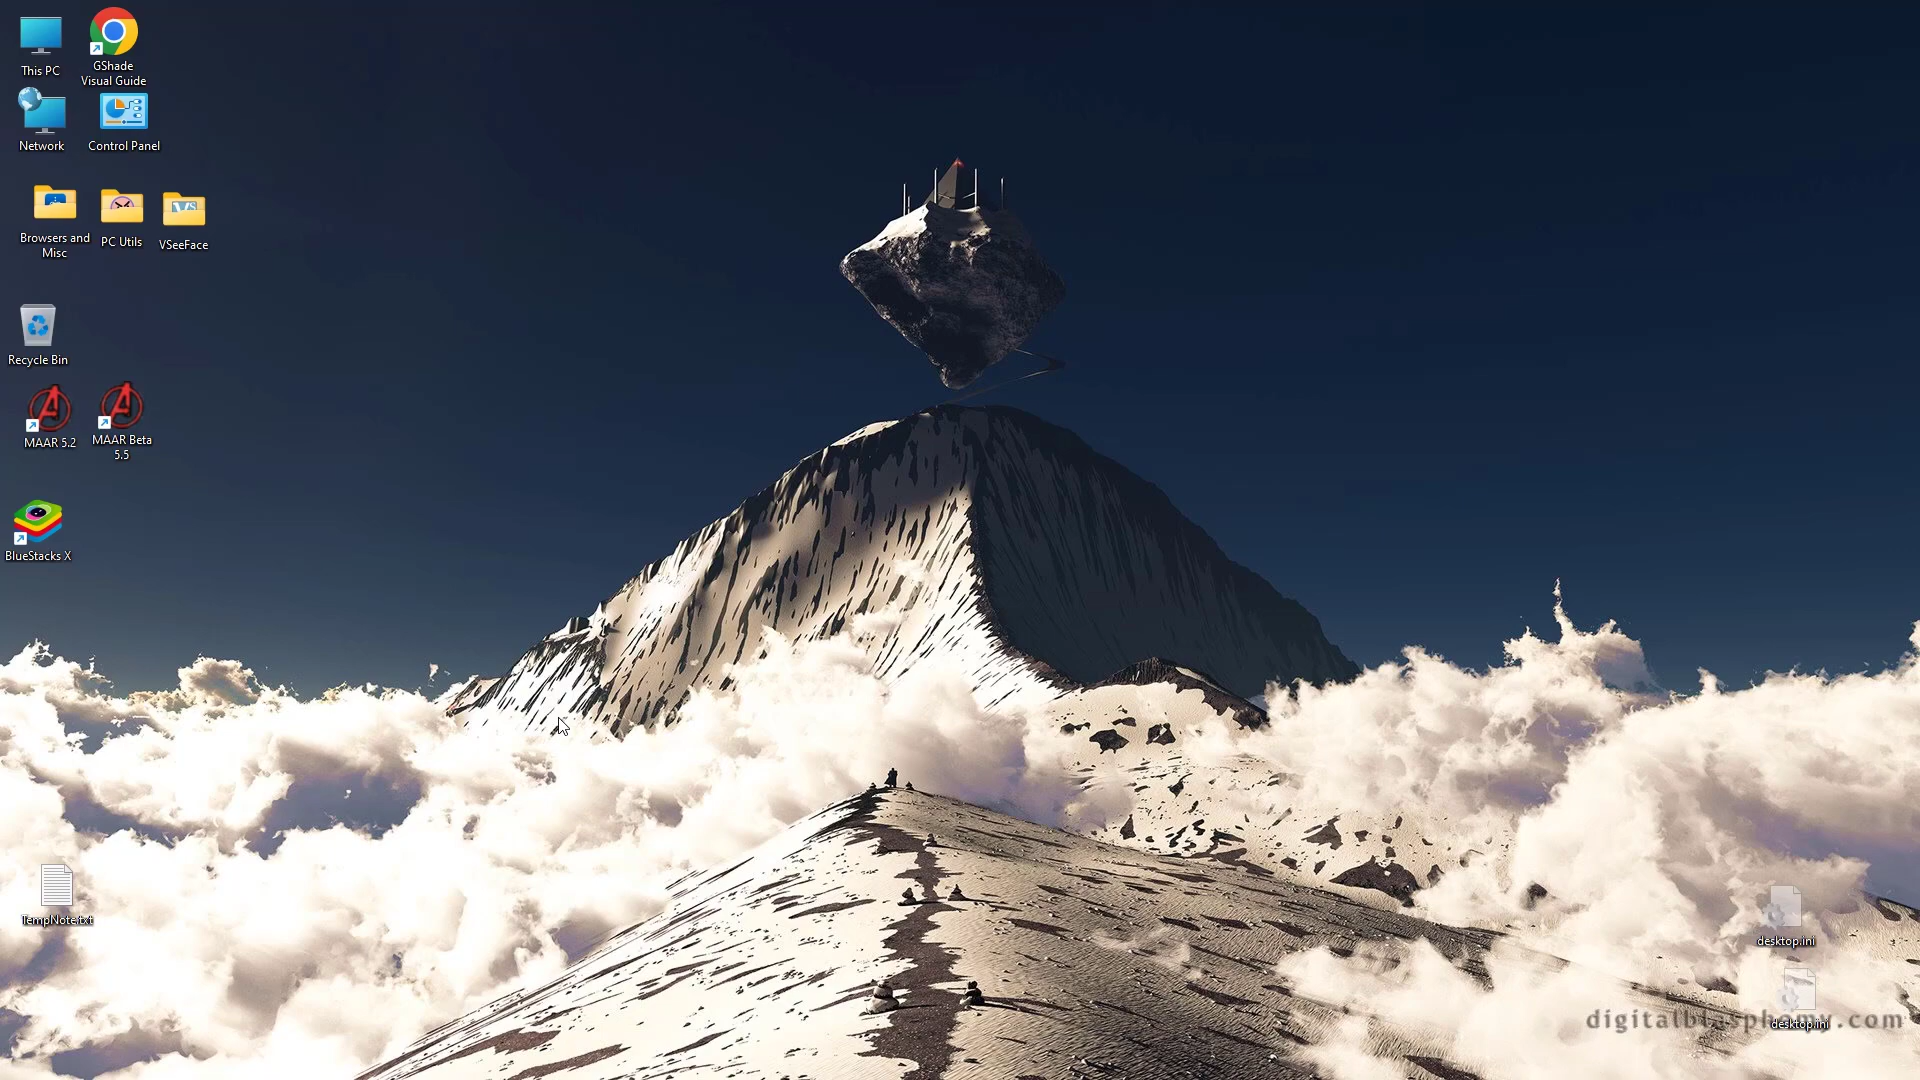 This PC
GShade
Visual Guide
Network
Control Panel
Browsers and
Misc
PC Utils
VSeeFace
Recycle Bin
MAAR 5.2
MAAR Beta
5.5
BlueStacks X
TempNote.txt
desktop.ini
desktop.ini
digitalblasphemy.com